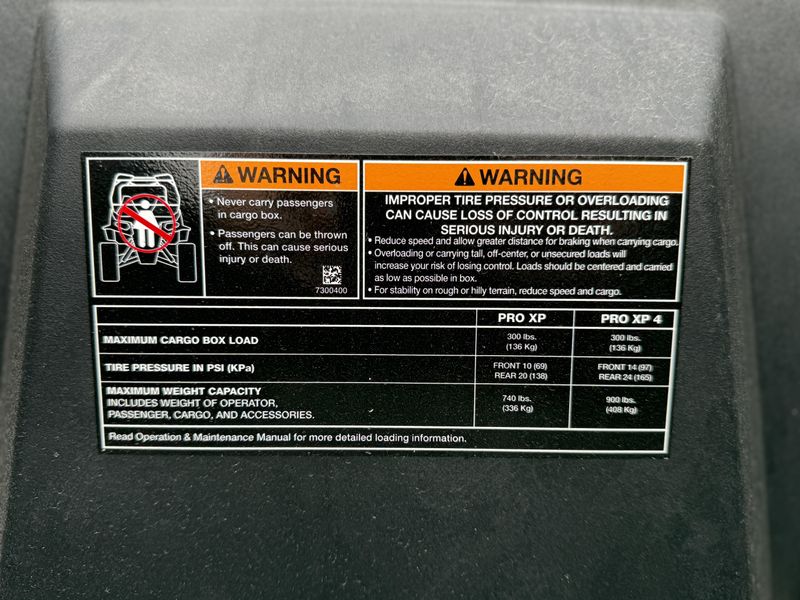 WARNING
• Never carry passengers
in cargo box.
• Passengers can be thrown
off. This can cause serious
injury or death.
7300400
WARNING
IMPROPER TIRE PRESSURE OR OVERLOADING
CAN CAUSE LOSS OF CONTROL RESULTING IN
SERIOUS INJURY OR DEATH.
• Reduce speed and allow greater distance for braking when carrying cargo.
• Overloading or carrying tall, off-center, or unsecured loads will
increase your risk of losing control. Loads should be centered and carried
as low as possible in box.
• For stability on rough or hilly terrain, reduce speed and cargo.
PRO XP PRO XP 4
MAXIMUM CARGO BOX LOAD 300 lbs. 300 lbs.
(136 Kg) (136 Kg)
TIRE PRESSURE IN PSI (KPa) FRONT 10 (69) FRONT 14 (97)
REAR 20 (138) REAR 24 (165)
MAXIMUM WEIGHT CAPACITY
INCLUDES WEIGHT OF OPERATOR, 740 lbs. 900 lbs.
PASSENGER, CARGO, AND ACCESSORIES. (336 Kg) (408 Kg)
Read Operation & Maintenance Manual for more detailed loading information.